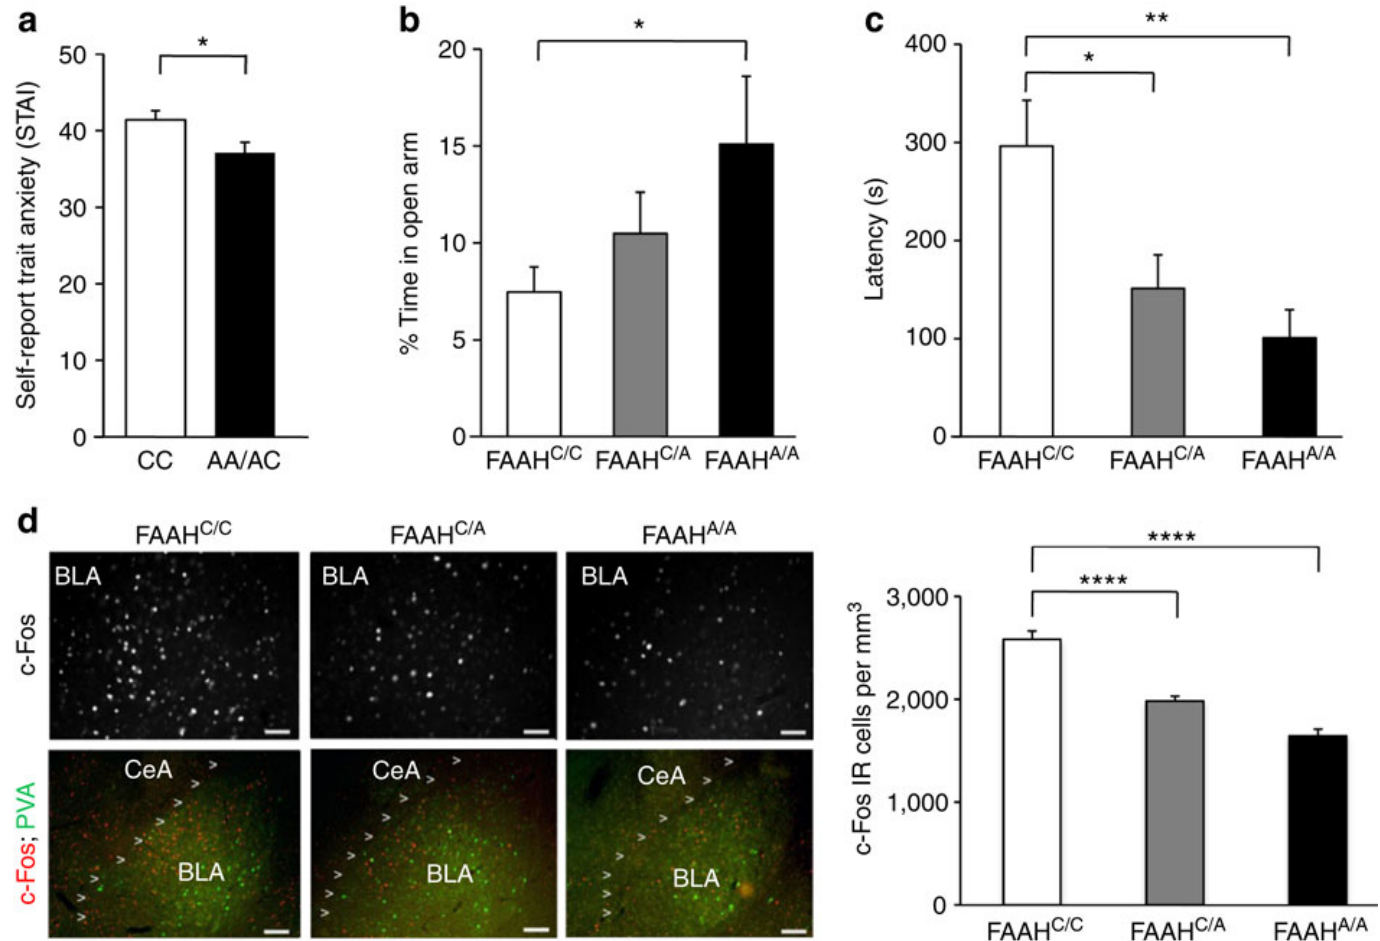 a
Self-report trait anxiety (STAI)
50
40
30
20
10
0
*
CC AA/AC
b
% Time in open arm
20
15
10
5
0
*
FAAH^C/C FAAH^C/A FAAH^A/A
c
Latency (s)
400
300
200
100
0
**
*
FAAH^C/C FAAH^C/A FAAH^A/A
d
FAAH^C/C FAAH^C/A FAAH^A/A
c-Fos
BLA BLA BLA
c-Fos; PVA
CeA CeA CeA
BLA BLA BLA
c-Fos IR cells per mm³
3,000
2,000
1,000
0
****
****
FAAH^C/C FAAH^C/A FAAH^A/A